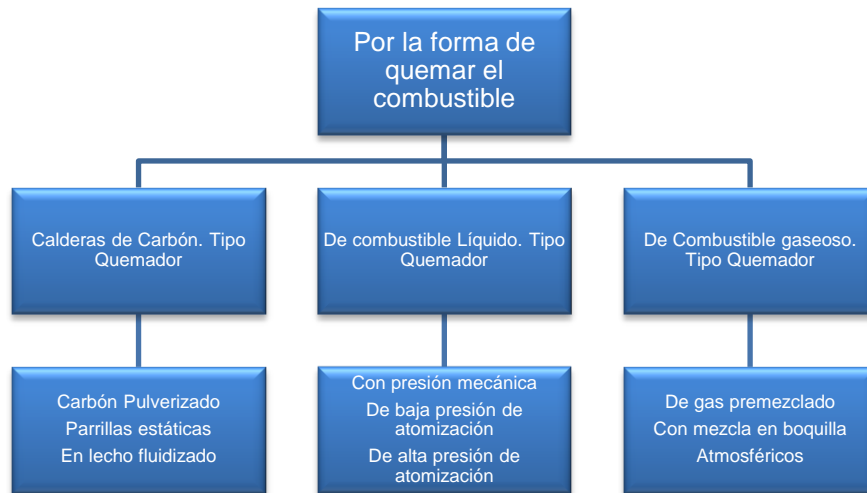 Por la forma de
quemar el
combustible
Calderas de Carbón. Tipo
Quemador
De combustible Líquido. Tipo
Quemador
De Combustible gaseoso.
Tipo Quemador
Carbón Pulverizado
Parrillas estáticas
En lecho fluidizado
Con presión mecánica
De baja presión de
atomización
De alta presión de
atomización
De gas premezclado
Con mezcla en boquilla
Atmosféricos